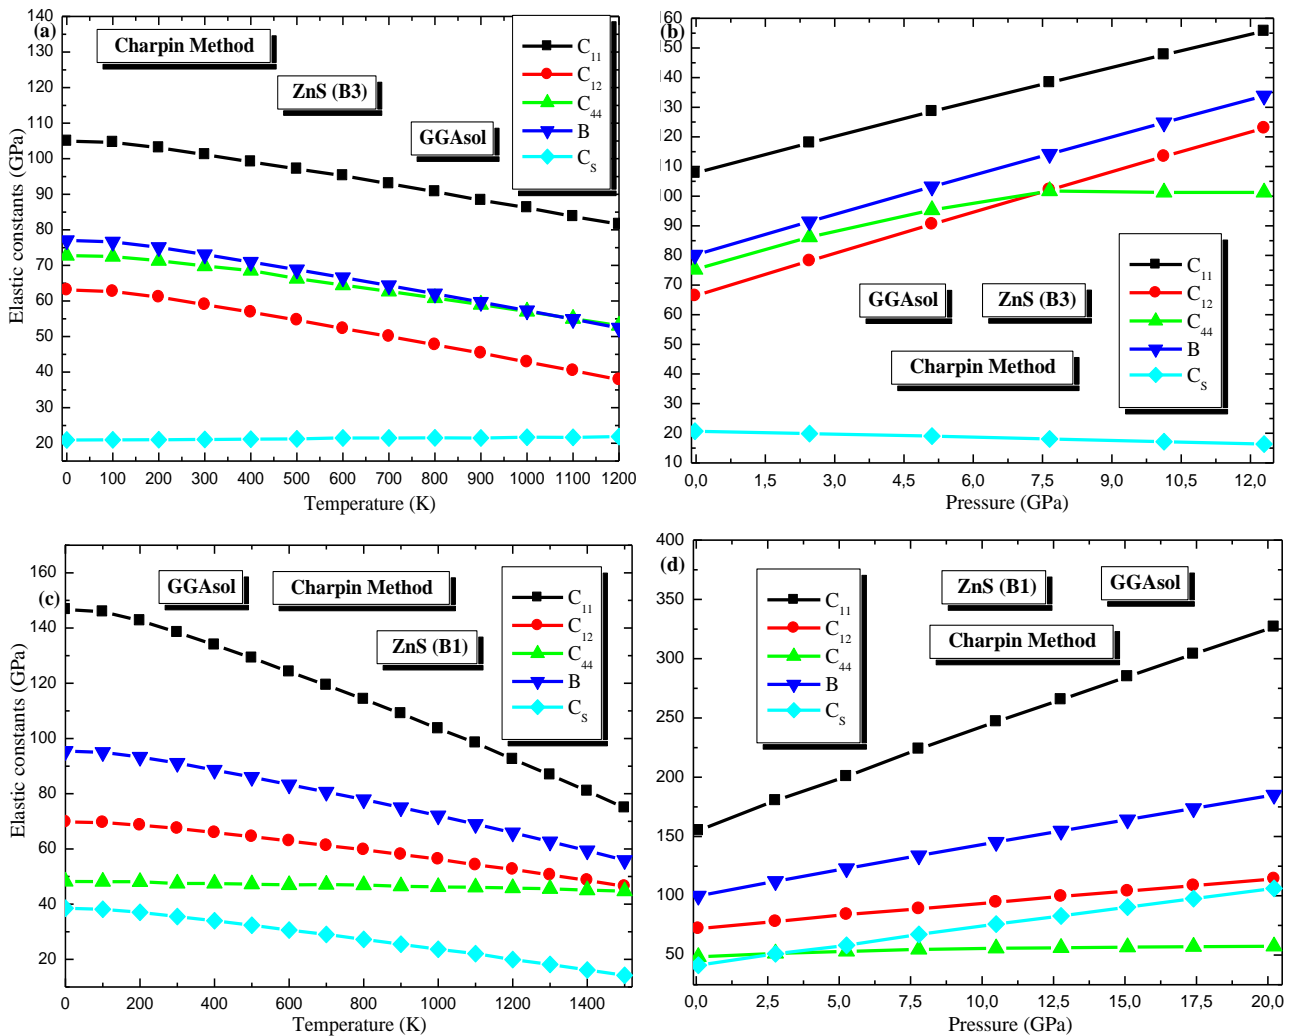 (a)
Charpin Method
ZnS (B3)
GGAsol
C11
C12
C44
B
CS
Elastic constants (GPa)
140
130
120
110
100
90
80
70
60
50
40
30
20
0 100 200 300 400 500 600 700 800 900 1000 1100 1200
Temperature (K)
(b)
160
150
140
130
120
110
100
90
80
70
60
50
40
30
20
10
GGAsol
ZnS (B3)
Charpin Method
C11
C12
C44
B
CS
0,0 1,5 3,0 4,5 6,0 7,5 9,0 10,5 12,0
Pressure (GPa)
(c)
GGAsol
Charpin Method
ZnS (B1)
C11
C12
C44
B
CS
Elastic constants (GPa)
160
140
120
100
80
60
40
20
0 200 400 600 800 1000 1200 1400
Temperature (K)
(d)
400
350
300
250
200
150
100
50
ZnS (B1)
GGAsol
Charpin Method
C11
C12
C44
B
CS
0,0 2,5 5,0 7,5 10,0 12,5 15,0 17,5 20,0
Pressure (GPa)